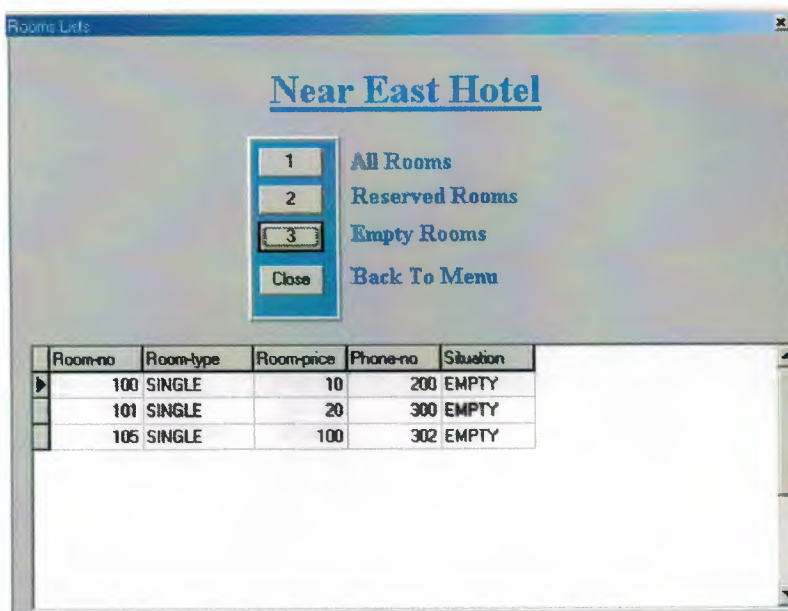 Rooms Lists
Near East Hotel
1 All Rooms
2 Reserved Rooms
3 Empty Rooms
Close Back To Menu
Room-no Room-type Room-price Phone-no Situation
100 SINGLE 10 200 EMPTY
101 SINGLE 20 300 EMPTY
105 SINGLE 100 302 EMPTY